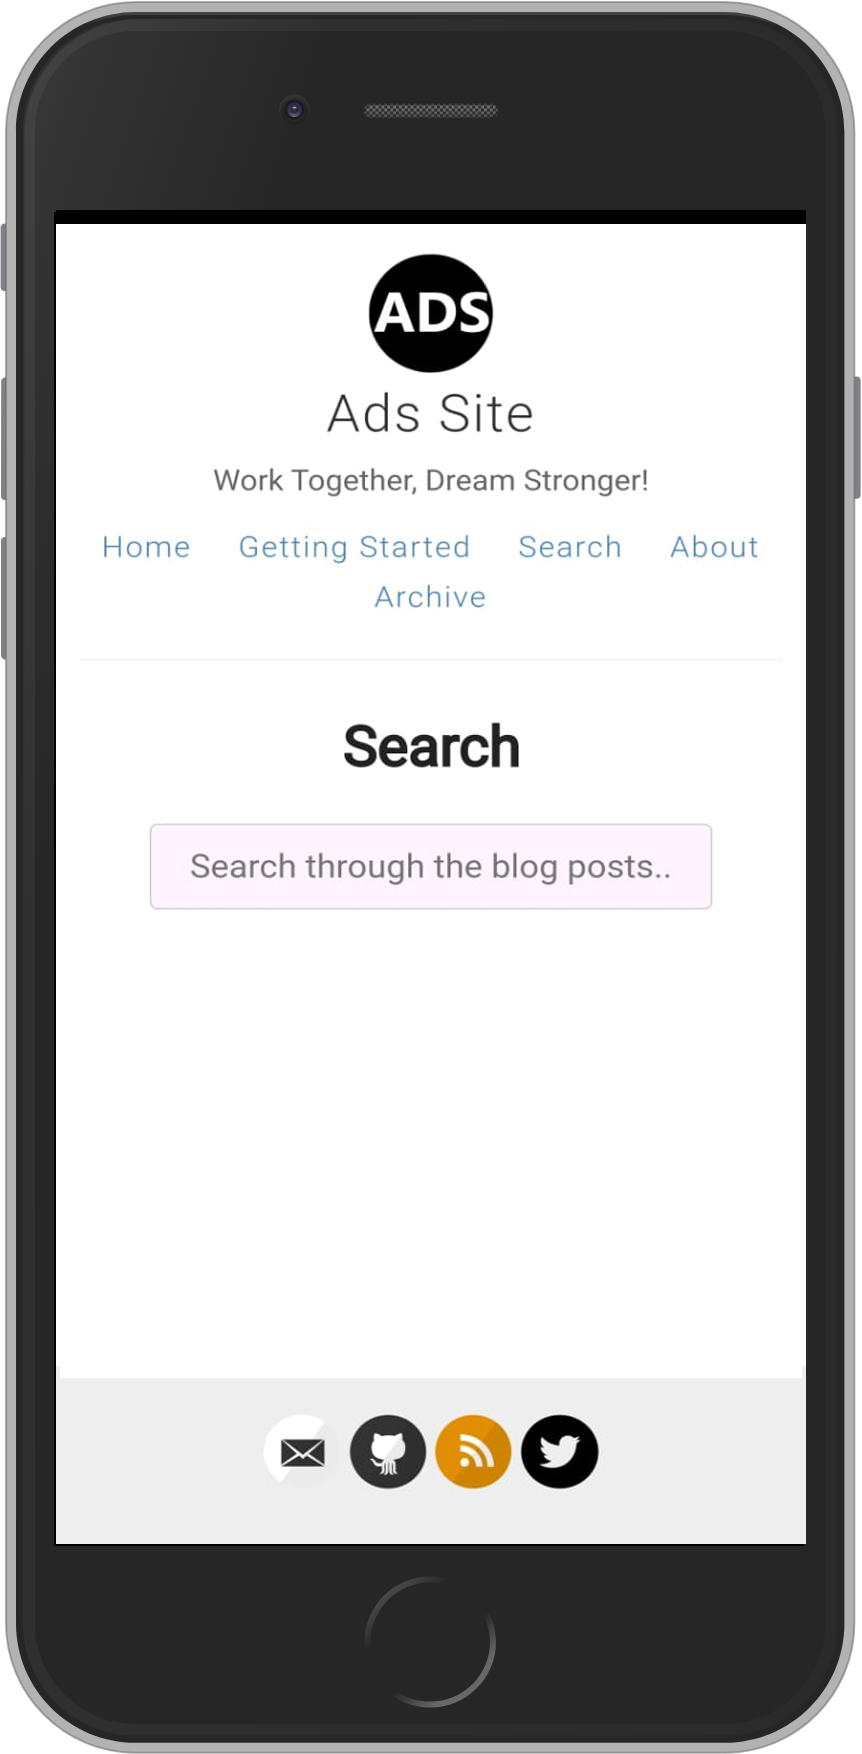 ADS
Ads Site
Work Together, Dream Stronger!
Home Getting Started Search About
Archive
Search
Search through the blog posts..